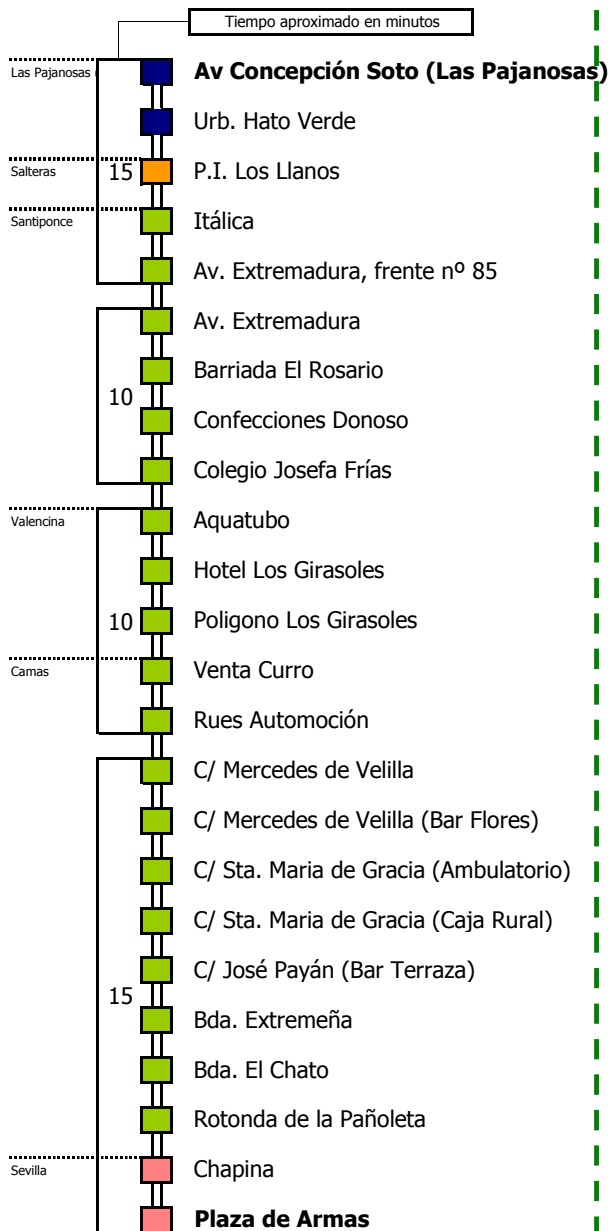 Tiempo aproximado en minutos
Las Pajanosas
Av Concepción Soto (Las Pajanosas)
Urb. Hato Verde
Salteras
15
P.I. Los Llanos
Santiponce
Itálica
Av. Extremadura, frente nº 85
Av. Extremadura
Barriada El Rosario
10
Confecciones Donoso
Colegio Josefa Frías
Valencina
Aquatubo
Hotel Los Girasoles
10
Poligono Los Girasoles
Camas
Venta Curro
Rues Automoción
C/ Mercedes de Velilla
C/ Mercedes de Velilla (Bar Flores)
C/ Sta. Maria de Gracia (Ambulatorio)
C/ Sta. Maria de Gracia (Caja Rural)
C/ José Payán (Bar Terraza)
15
Bda. Extremeña
Bda. El Chato
Rotonda de la Pañoleta
Sevilla
Chapina
Plaza de Armas